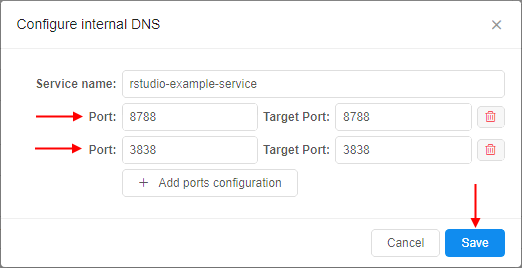 Configure internal DNS
Service name: rstudio-example-service
Port: 8788 Target Port: 8788
Port: 3838 Target Port: 3838
+ Add ports configuration
Cancel Save